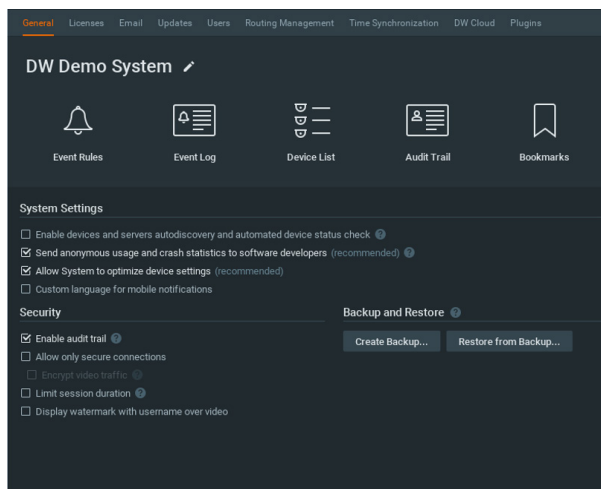 General Licenses Email Updates Users Routing Management Time Synchronization DW Cloud Plugins
DW Demo System
Event Rules Event Log Device List Audit Trail Bookmarks
System Settings
Enable devices and servers autodiscovery and automated device status check ?
Send anonymous usage and crash statistics to software developers (recommended) ?
Allow System to optimize device settings (recommended)
Custom language for mobile notifications
Security
Enable audit trail ?
Allow only secure connections
Encrypt video traffic ?
Limit session duration ?
Display watermark with username over video
Backup and Restore ?
Create Backup... Restore from Backup...